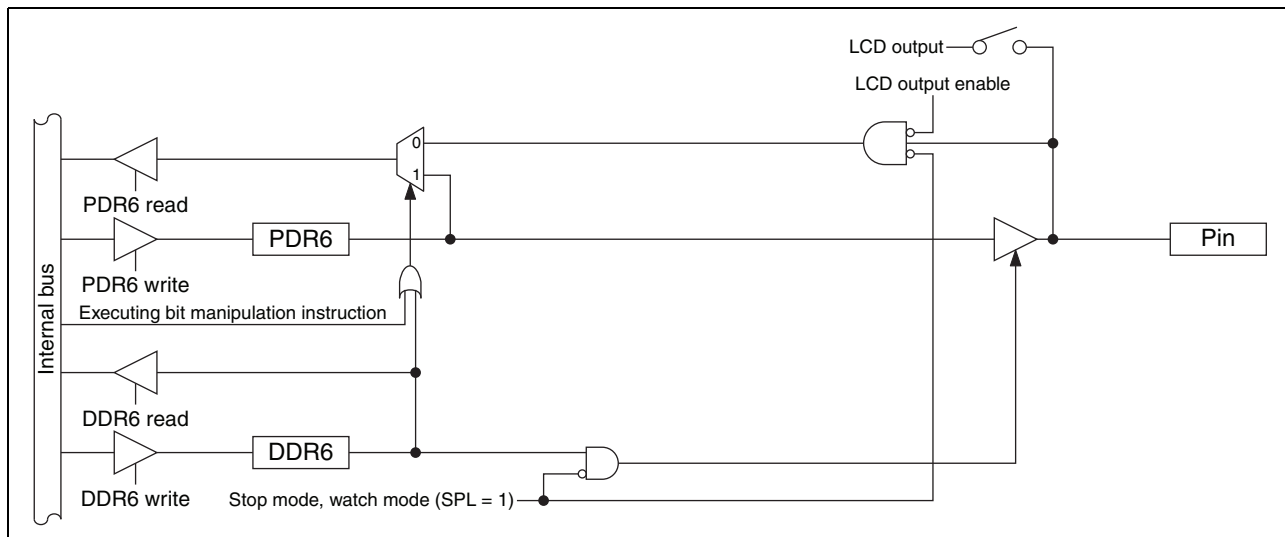 LCD output
LCD output enable
0
1
PDR6 read
PDR6
Pin
PDR6 write
Executing bit manipulation instruction
Internal bus
DDR6 read
DDR6
DDR6 write
Stop mode, watch mode (SPL = 1)